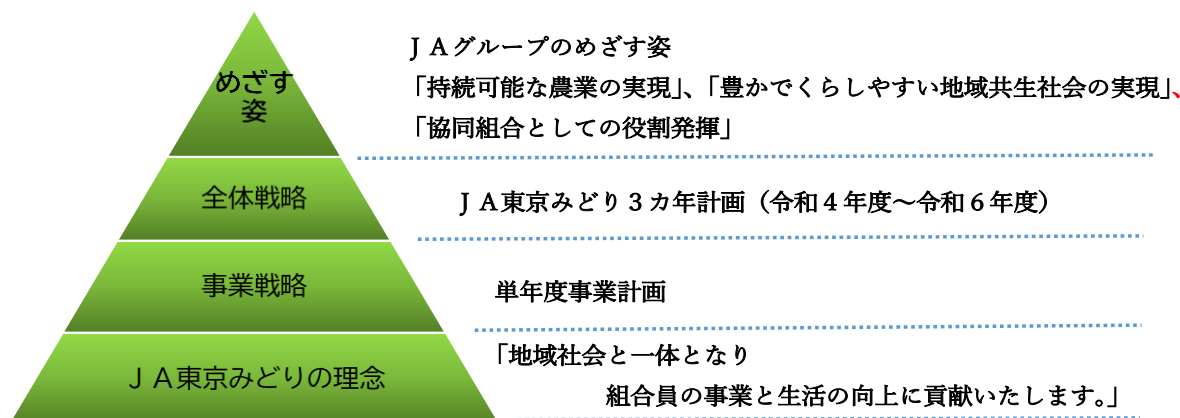 めざす
姿
ＪＡグループのめざす姿
「持続可能な農業の実現」、「豊かでくらしやすい地域共生社会の実現」、
「協同組合としての役割発揮」
全体戦略
ＪＡ東京みどり３カ年計画（令和４年度～令和６年度）
事業戦略
単年度事業計画
ＪＡ東京みどりの理念
「地域社会と一体となり
組合員の事業と生活の向上に貢献いたします。」